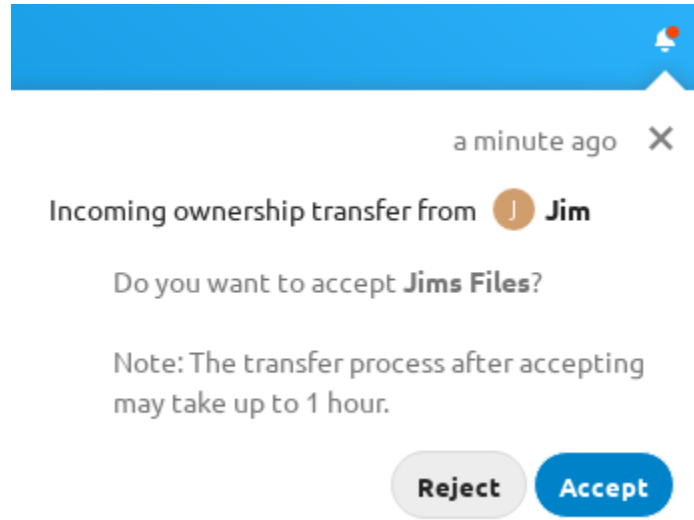 a minute ago
Incoming ownership transfer from J Jim
Do you want to accept Jims Files?
Note: The transfer process after accepting
may take up to 1 hour.
Reject Accept